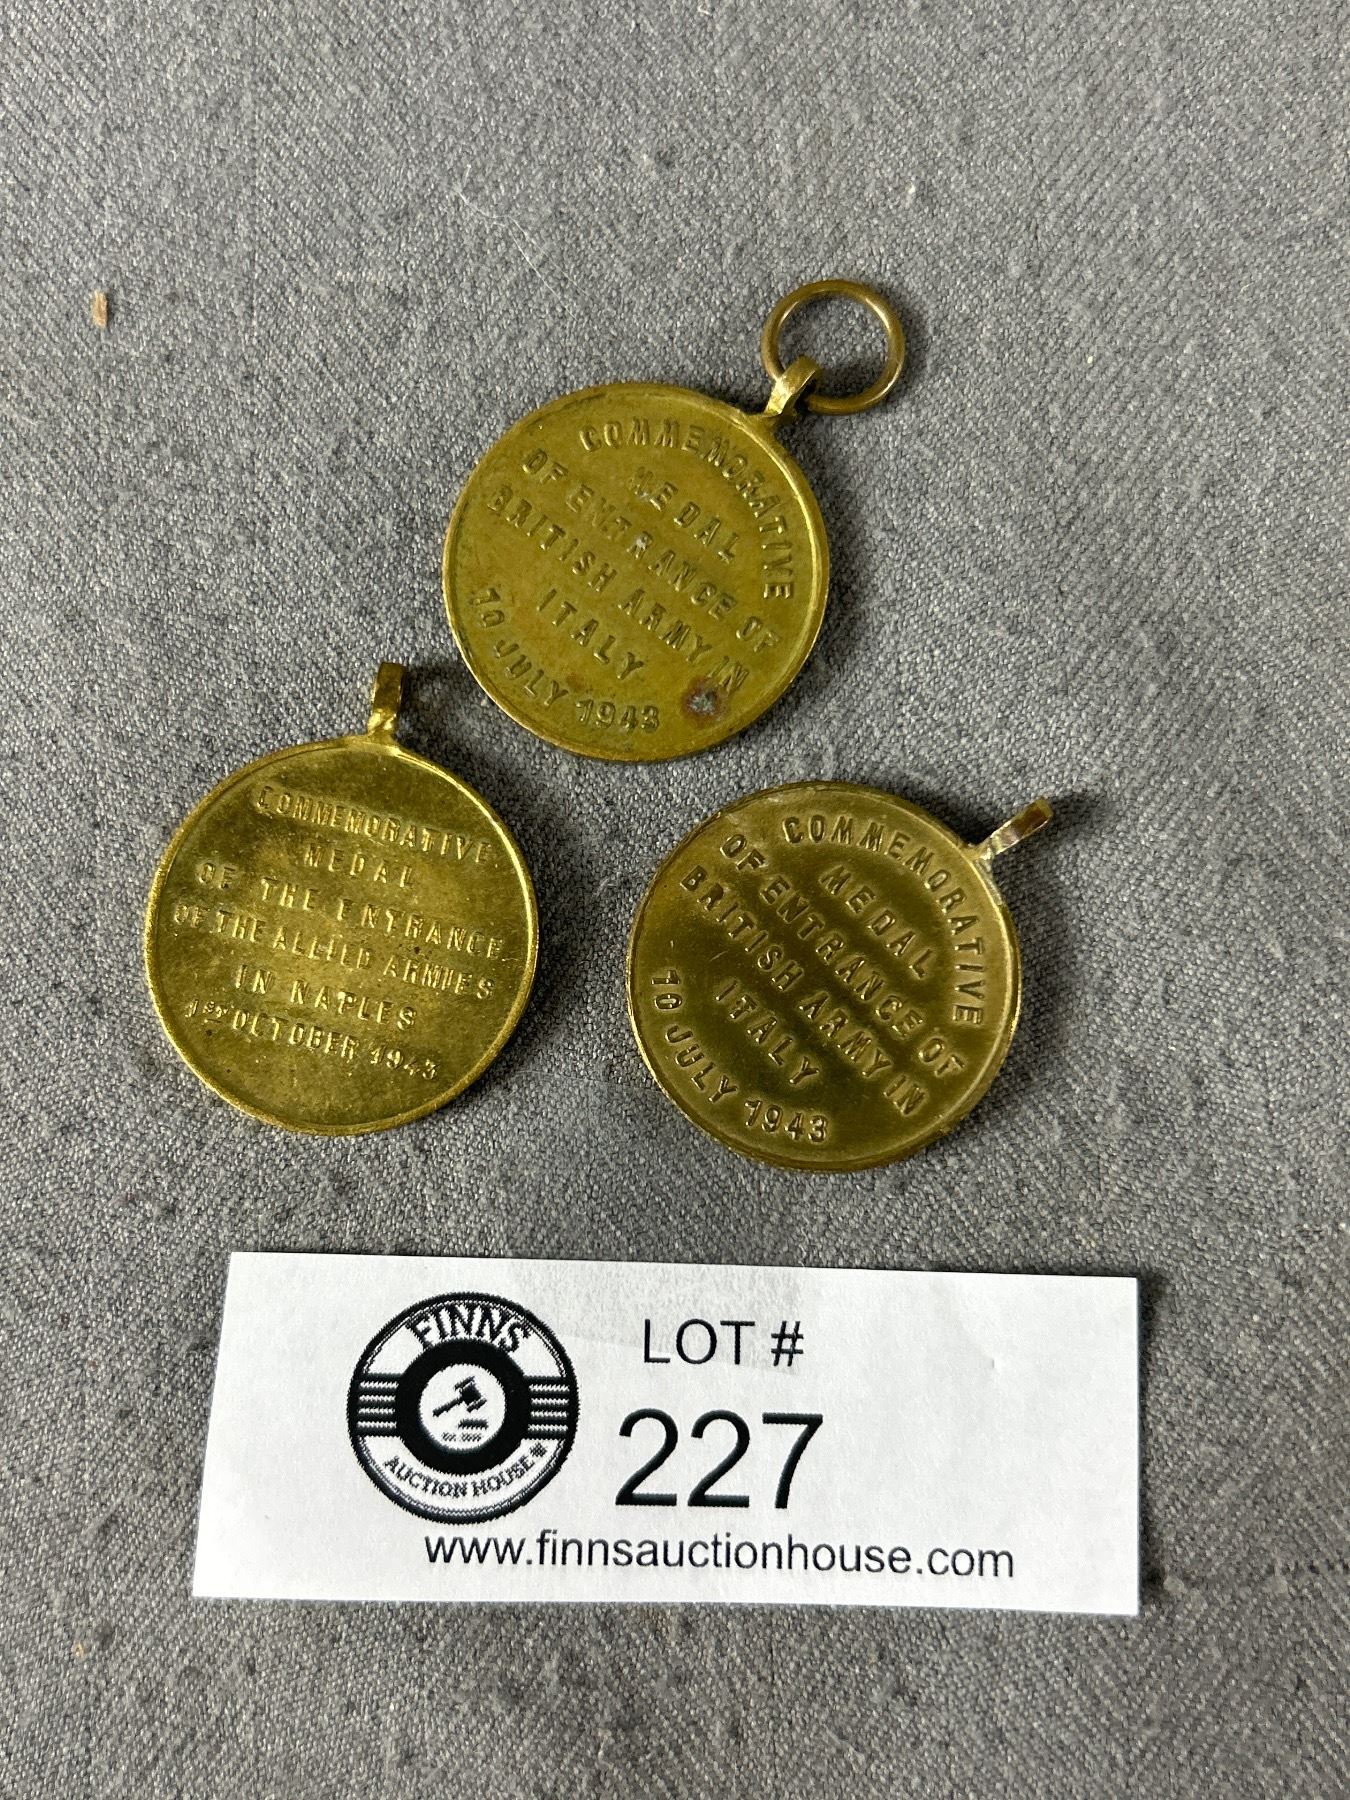 COMMEMORATIVE
MEDAL
OF ENTRANCE OF
BRITISH ARMY IN
ITALY
10 JULY 1943
COMMEMORATIVE
MEDAL
OF THE ENTRANCE
OF THE ALLIED ARMIES
IN NAPLES
1ST OCTOBER 1943
COMMEMORATIVE
MEDAL
OF ENTRANCE OF
BRITISH ARMY IN
ITALY
10 JULY 1943
FINNS
AUCTION HOUSE
LOT #
227
www.finnsauctionhouse.com